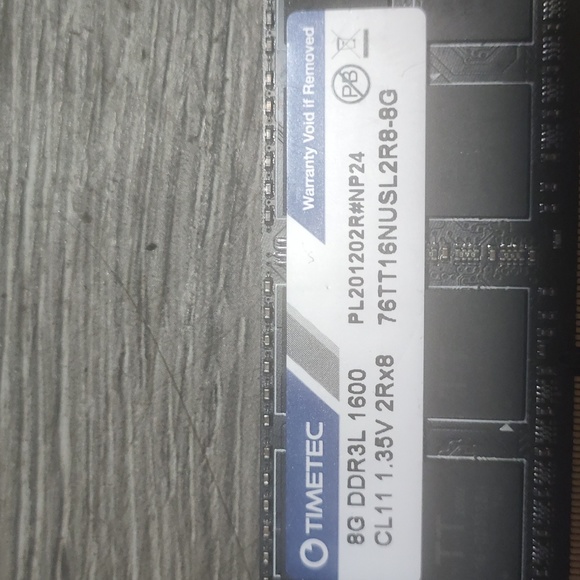 TIMETEC
Warranty Void if Removed
8G DDR3L 1600
PL201202R#NP24
CL11 1.35V 2Rx8
76TT16NUSL2R8-8G
Pb